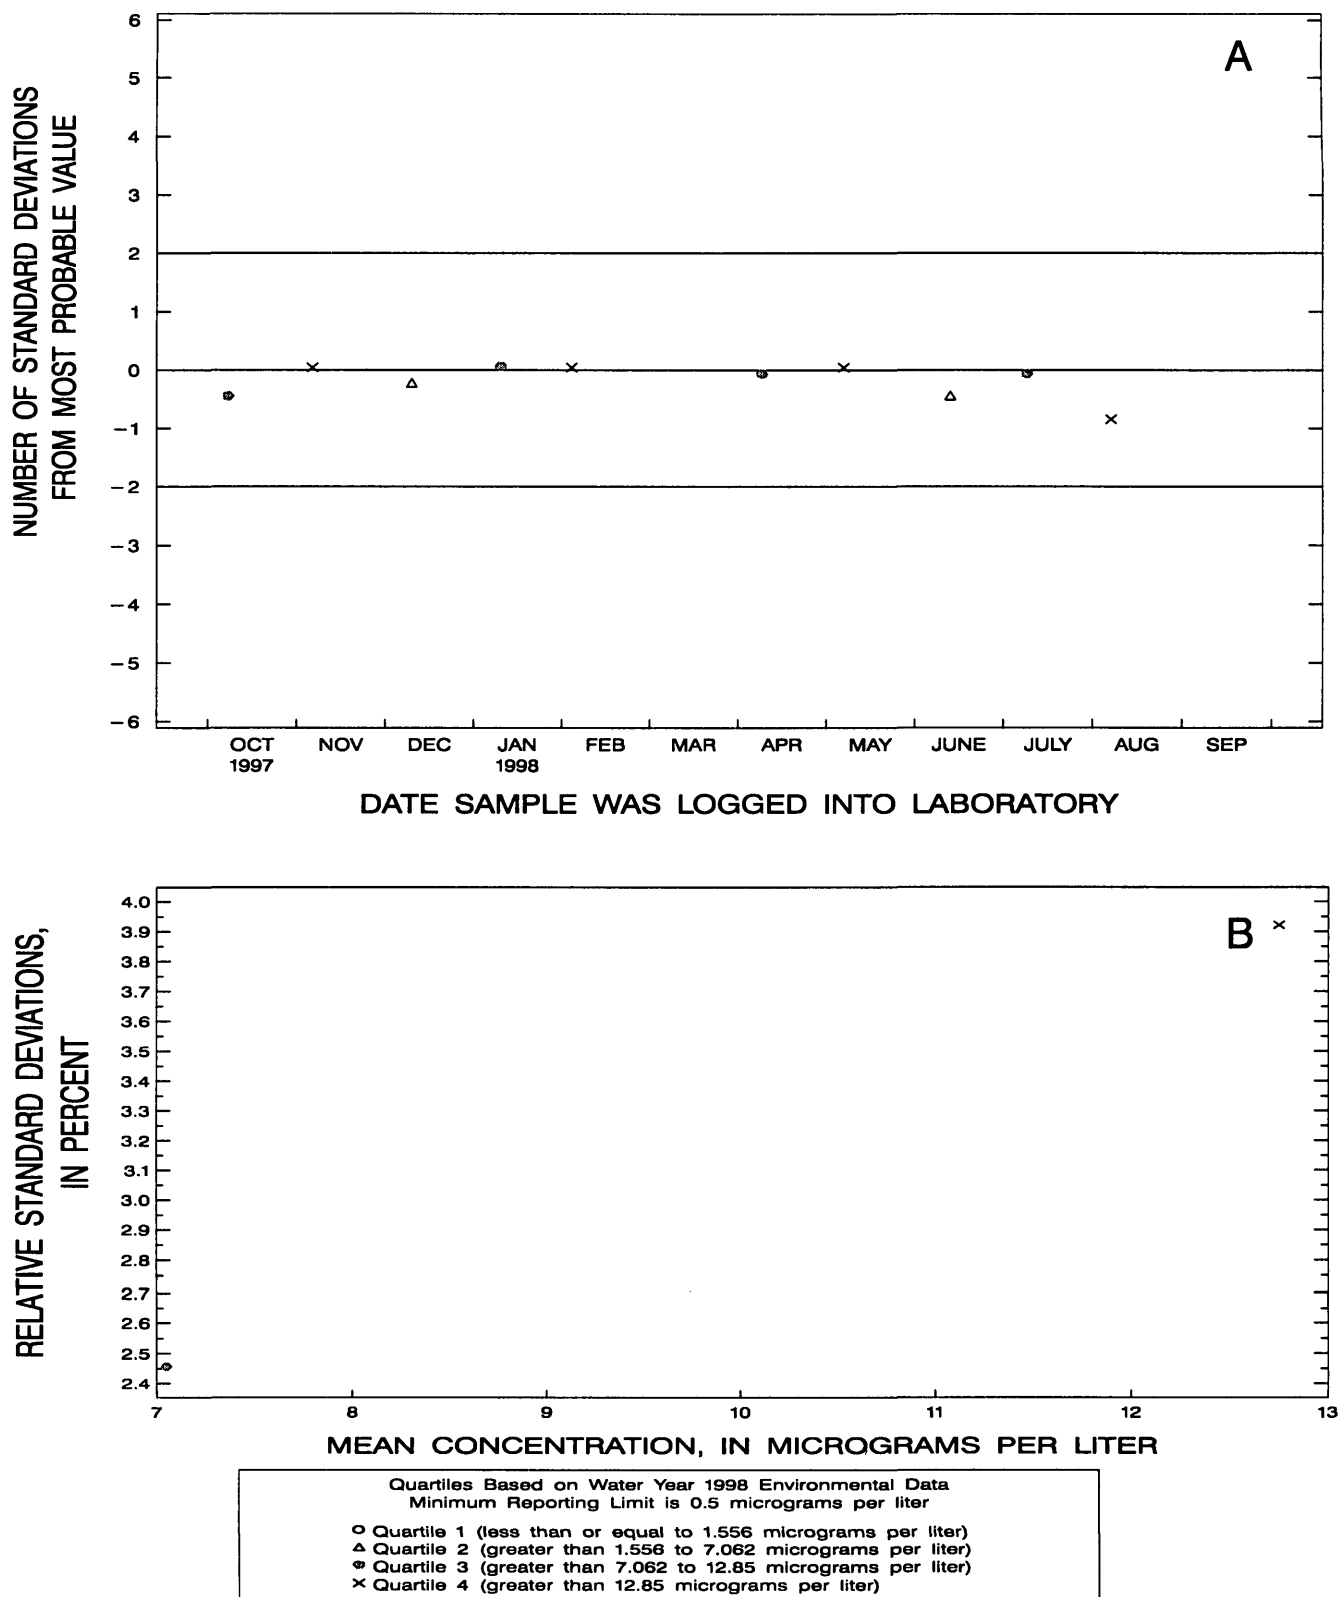 A
NUMBER OF STANDARD DEVIATIONS
FROM MOST PROBABLE VALUE
6
5
4
3
2
1
0
−1
−2
−3
−4
−5
−6
OCT NOV DEC JAN FEB MAR APR MAY JUNE JULY AUG SEP
1997 1998
DATE SAMPLE WAS LOGGED INTO LABORATORY
B
RELATIVE STANDARD DEVIATIONS,
IN PERCENT
4.0
3.9
3.8
3.7
3.6
3.5
3.4
3.3
3.2
3.1
3.0
2.9
2.8
2.7
2.6
2.5
2.4
7 8 9 10 11 12 13
MEAN CONCENTRATION, IN MICROGRAMS PER LITER
Quartiles Based on Water Year 1998 Environmental Data
Minimum Reporting Limit is 0.5 micrograms per liter
Quartile 1 (less than or equal to 1.556 micrograms per liter)
Quartile 2 (greater than 1.556 to 7.062 micrograms per liter)
Quartile 3 (greater than 7.062 to 12.85 micrograms per liter)
Quartile 4 (greater than 12.85 micrograms per liter)